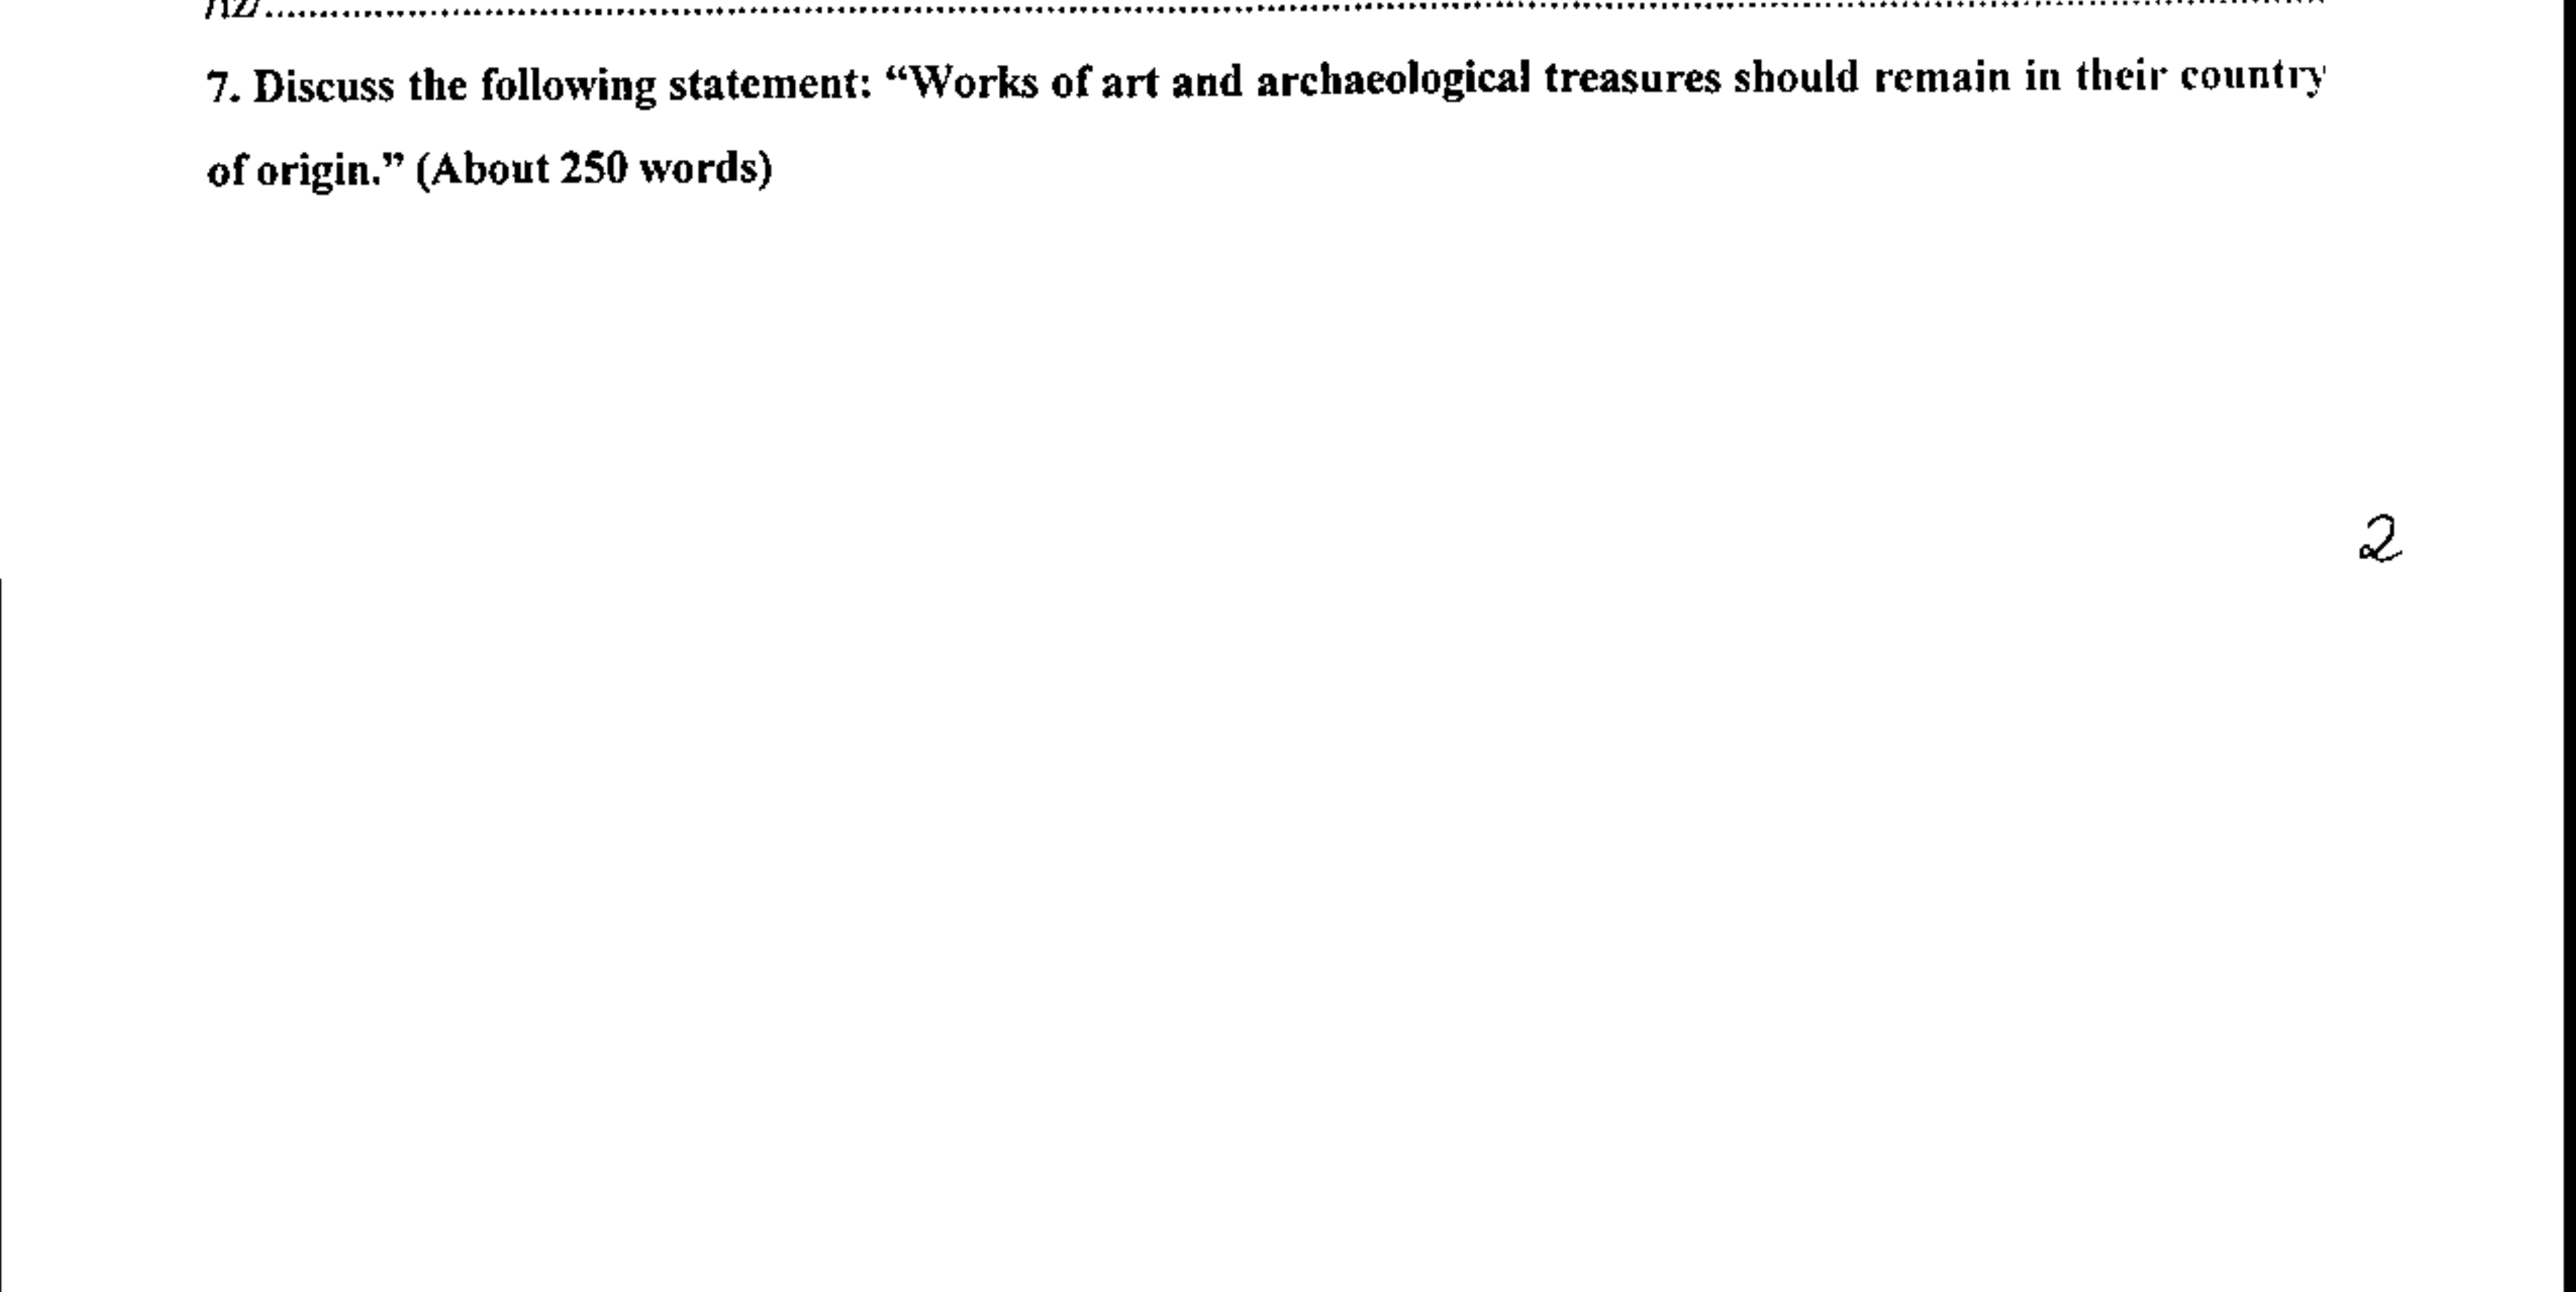 7. Discuss the following statement: “Works of art and archaeological treasures should remain in their country
of origin.” (About 250 words)
2